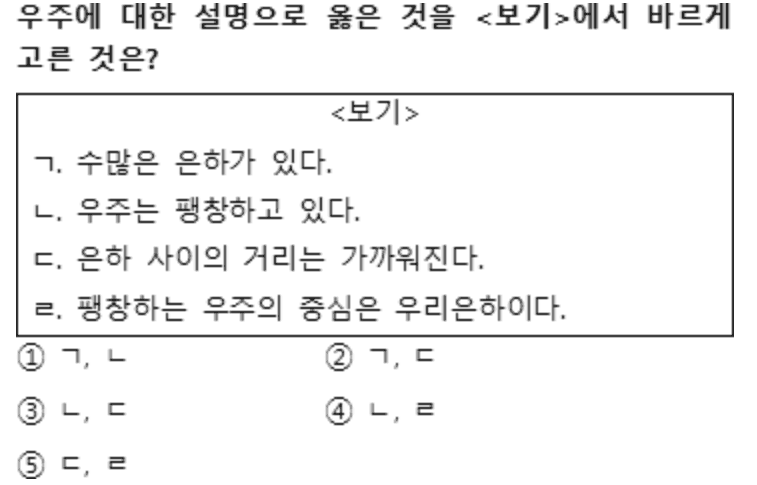 우주에 대한 설명으로 옳은 것을 <보기>에서 바르게
고른 것은?
<보기>
ㄱ. 수많은 은하가 있다.
ㄴ. 우주는 팽창하고 있다.
ㄷ. 은하 사이의 거리는 가까워진다.
ㄹ. 팽창하는 우주의 중심은 우리은하이다.
① ㄱ, ㄴ ② ㄱ, ㄷ
③ ㄴ, ㄷ ④ ㄴ, ㄹ
⑤ ㄷ, ㄹ